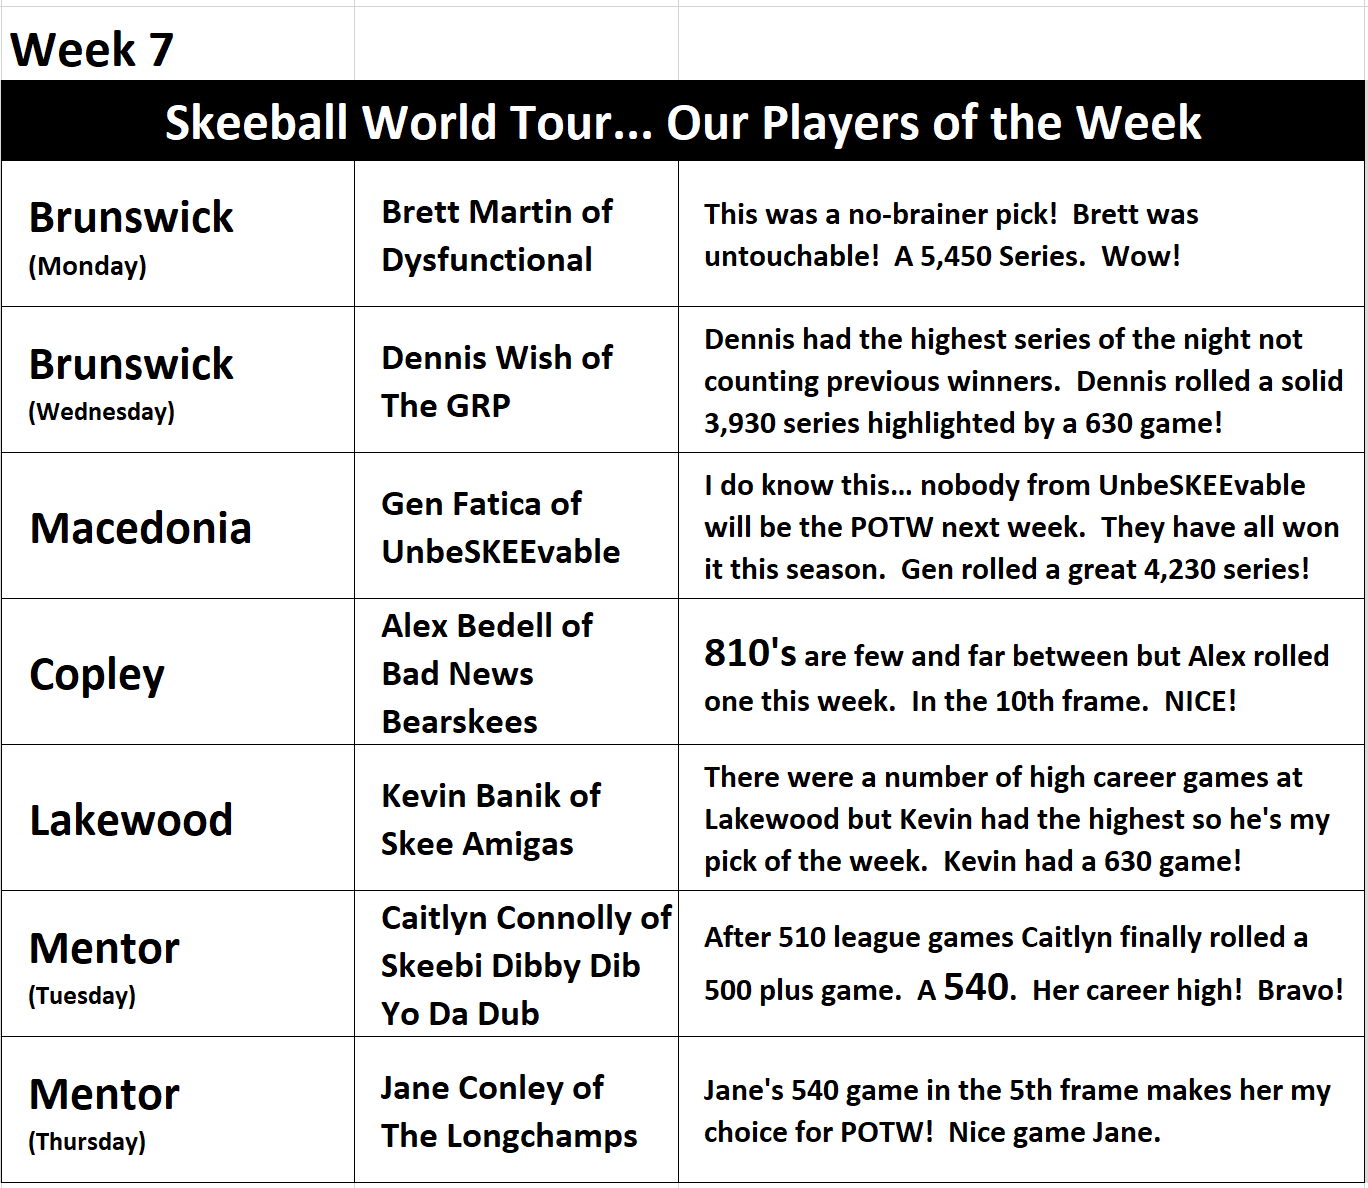 Week 7
Skeeball World Tour... Our Players of the Week
Brunswick
(Monday)
Brett Martin of
Dysfunctional
This was a no-brainer pick!  Brett was
untouchable!  A 5,450 Series.  Wow!
Brunswick
(Wednesday)
Dennis Wish of
The GRP
Dennis had the highest series of the night not
counting previous winners.  Dennis rolled a solid
3,930 series highlighted by a 630 game!
Macedonia
Gen Fatica of
UnbeSKEEvable
I do know this... nobody from UnbeSKEEvable
will be the POTW next week.  They have all won
it this season.  Gen rolled a great 4,230 series!
Copley
Alex Bedell of
Bad News
Bearskees
810's are few and far between but Alex rolled
one this week.  In the 10th frame.  NICE!
Lakewood
Kevin Banik of
Skee Amigas
There were a number of high career games at
Lakewood but Kevin had the highest so he's my
pick of the week.  Kevin had a 630 game!
Mentor
(Tuesday)
Caitlyn Connolly of
Skeebi Dibby Dib
Yo Da Dub
After 510 league games Caitlyn finally rolled a
500 plus game.  A 540.  Her career high!  Bravo!
Mentor
(Thursday)
Jane Conley of
The Longchamps
Jane's 540 game in the 5th frame makes her my
choice for POTW!  Nice game Jane.